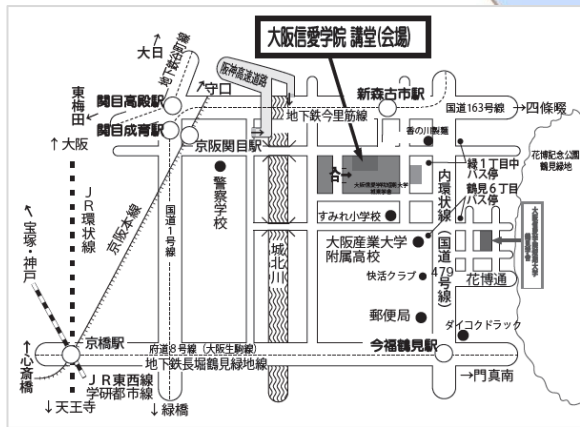 大阪信愛学院 講堂(会場)
大日
地下鉄谷町線
阪神高速道路
守口
東梅田
関目高殿駅
新森古市駅
国道163号線
→四條畷
地下鉄今里筋線
関目成育駅
京阪関目駅
香の川製麺
花博記念公園
鶴見緑地
↑大阪
緑1丁目中
バス停
警察学校
鶴見6丁目
バス停
JR環状線
京阪本線
国道1号線
すみれ小学校
内環状線(国道479号線)
宝塚・神戸
城北川
大阪産業大学
附属高校
快活クラブ
花博通
郵便局
ダイコクドラック
京橋駅
府道8号線(大阪生駒線)
地下鉄長堀鶴見緑地線
今福鶴見駅
心斎橋
JR東西線
学研都市線
→門真南
↓天王寺
↓緑橋